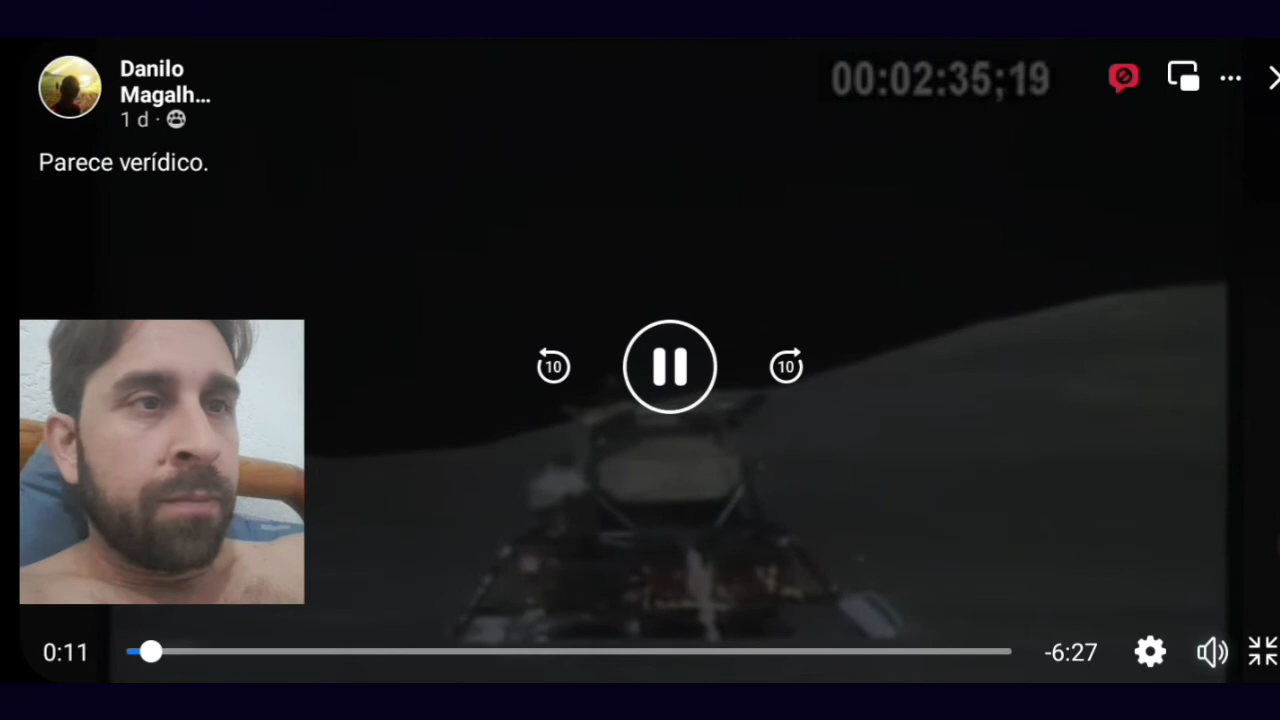 Danilo
Magalh...
1 d ·
Parece verídico.
00:02:35;19
10
10
0:11
-6:27